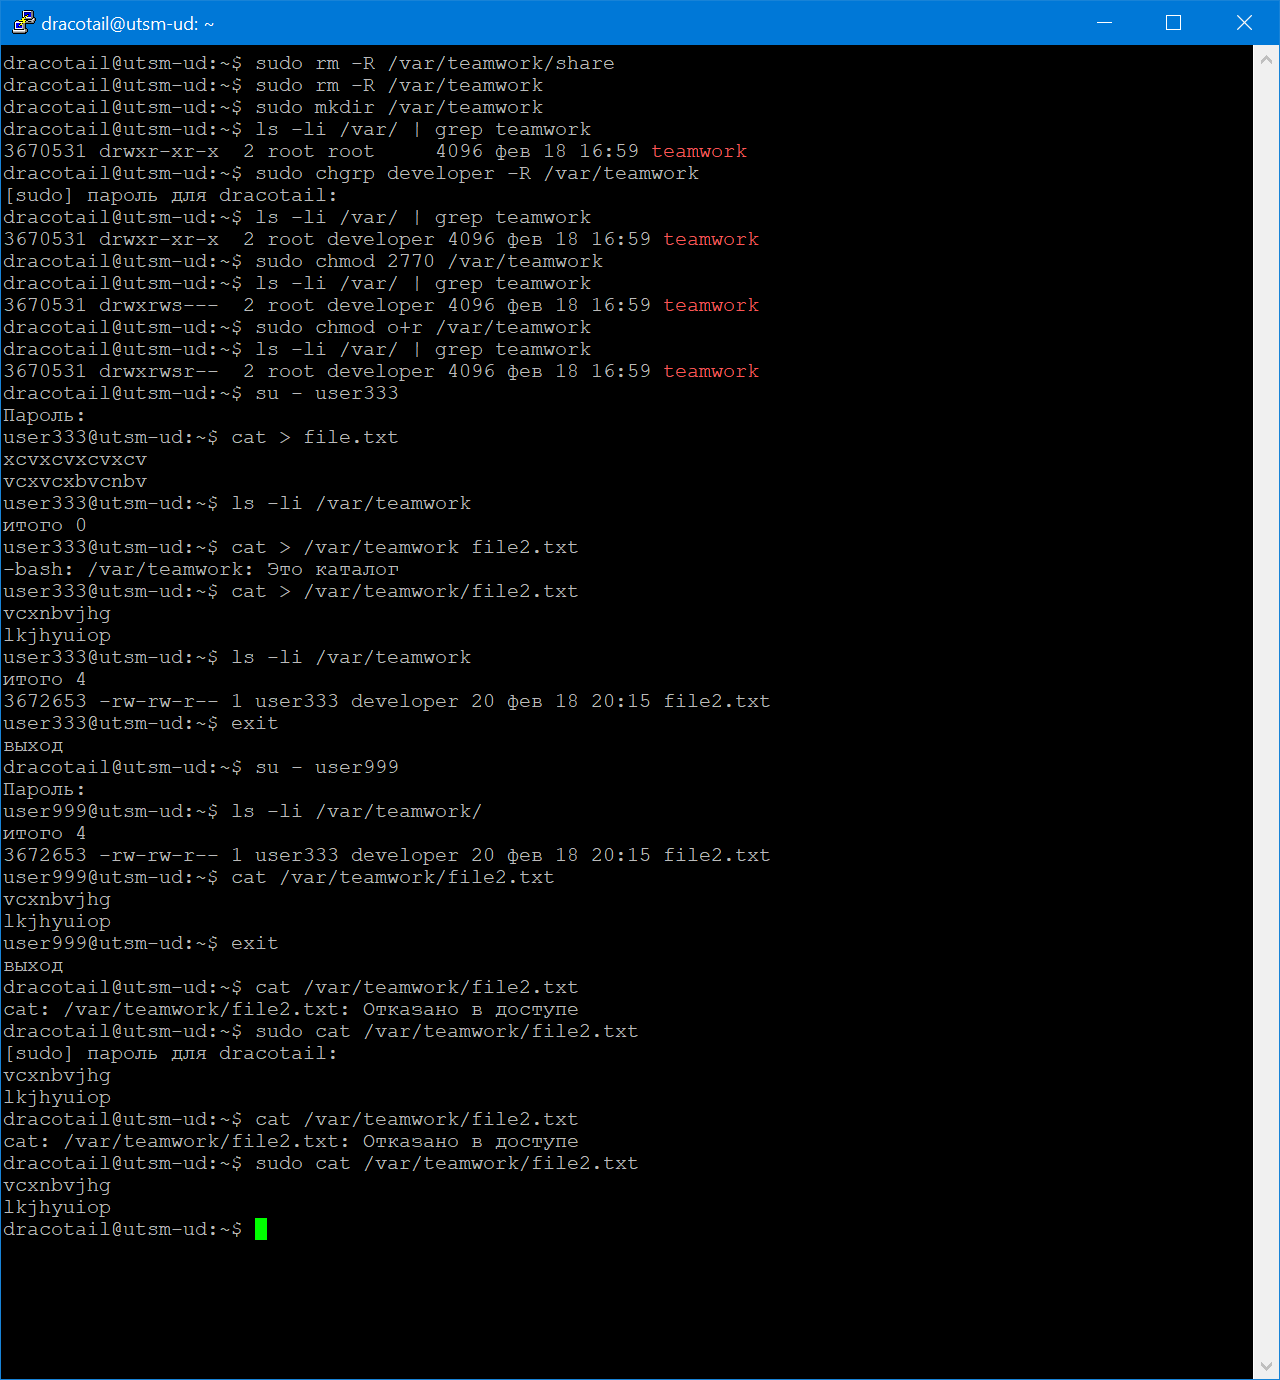 dracotail@utsm-ud: ~
dracotail@utsm-ud:~$ sudo rm -R /var/teamwork/share
dracotail@utsm-ud:~$ sudo rm -R /var/teamwork
dracotail@utsm-ud:~$ sudo mkdir /var/teamwork
dracotail@utsm-ud:~$ ls -li /var/ | grep teamwork
3670531 drwxr-xr-x  2 root root     4096 фев 18 16:59 teamwork
dracotail@utsm-ud:~$ sudo chgrp developer -R /var/teamwork
[sudo] пароль для dracotail:
dracotail@utsm-ud:~$ ls -li /var/ | grep teamwork
3670531 drwxr-xr-x  2 root developer 4096 фев 18 16:59 teamwork
dracotail@utsm-ud:~$ sudo chmod 2770 /var/teamwork
dracotail@utsm-ud:~$ ls -li /var/ | grep teamwork
3670531 drwxrws---  2 root developer 4096 фев 18 16:59 teamwork
dracotail@utsm-ud:~$ sudo chmod o+r /var/teamwork
dracotail@utsm-ud:~$ ls -li /var/ | grep teamwork
3670531 drwxrwsr--  2 root developer 4096 фев 18 16:59 teamwork
dracotail@utsm-ud:~$ su - user333
Пароль:
user333@utsm-ud:~$ cat > file.txt
xcvxcvxcvxcv
vcxvcxbvcnbv
user333@utsm-ud:~$ ls -li /var/teamwork
итого 0
user333@utsm-ud:~$ cat > /var/teamwork file2.txt
-bash: /var/teamwork: Это каталог
user333@utsm-ud:~$ cat > /var/teamwork/file2.txt
vcxnbvjhg
lkjhyuiop
user333@utsm-ud:~$ ls -li /var/teamwork
итого 4
3672653 -rw-rw-r-- 1 user333 developer 20 фев 18 20:15 file2.txt
user333@utsm-ud:~$ exit
выход
dracotail@utsm-ud:~$ su - user999
Пароль:
user999@utsm-ud:~$ ls -li /var/teamwork/
итого 4
3672653 -rw-rw-r-- 1 user333 developer 20 фев 18 20:15 file2.txt
user999@utsm-ud:~$ cat /var/teamwork/file2.txt
vcxnbvjhg
lkjhyuiop
user999@utsm-ud:~$ exit
выход
dracotail@utsm-ud:~$ cat /var/teamwork/file2.txt
cat: /var/teamwork/file2.txt: Отказано в доступе
dracotail@utsm-ud:~$ sudo cat /var/teamwork/file2.txt
[sudo] пароль для dracotail:
vcxnbvjhg
lkjhyuiop
dracotail@utsm-ud:~$ cat /var/teamwork/file2.txt
cat: /var/teamwork/file2.txt: Отказано в доступе
dracotail@utsm-ud:~$ sudo cat /var/teamwork/file2.txt
vcxnbvjhg
lkjhyuiop
dracotail@utsm-ud:~$